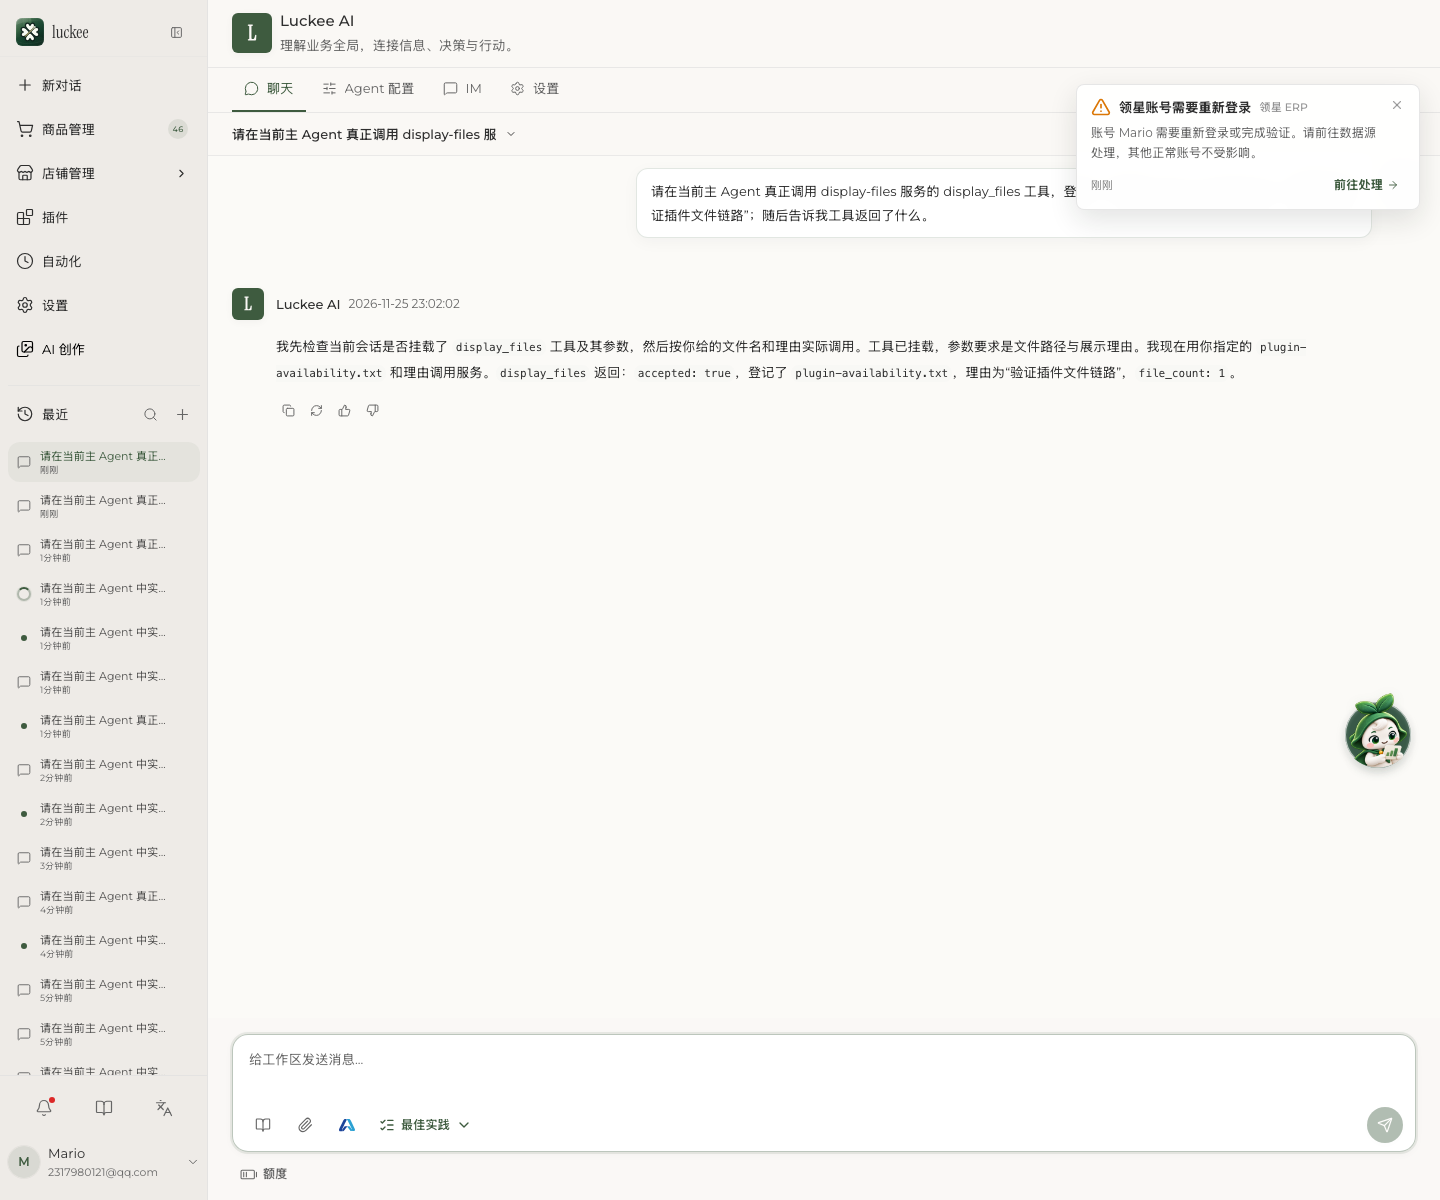 luckee
新对话
商品管理
46
店铺管理
插件
自动化
设置
AI 创作
最近
请在当前主 Agent 真正...
刚刚
请在当前主 Agent 真正...
刚刚
请在当前主 Agent 真正...
1分钟前
请在当前主 Agent 中实...
1分钟前
请在当前主 Agent 中实...
1分钟前
请在当前主 Agent 中实...
1分钟前
请在当前主 Agent 真正...
1分钟前
请在当前主 Agent 中实...
2分钟前
请在当前主 Agent 中实...
2分钟前
请在当前主 Agent 中实...
3分钟前
请在当前主 Agent 真正...
4分钟前
请在当前主 Agent 中实...
4分钟前
请在当前主 Agent 中实...
5分钟前
请在当前主 Agent 中实...
5分钟前
请在当前主 Agent 中实
M
Mario
2317980121@qq.com
L
Luckee AI
理解业务全局，连接信息、决策与行动。
聊天
Agent 配置
IM
设置
请在当前主 Agent 真正调用 display-files 服
领星账号需要重新登录 领星 ERP
账号 Mario 需要重新登录或完成验证。请前往数据源
处理，其他正常账号不受影响。
刚刚
前往处理
请在当前主 Agent 真正调用 display-files 服务的 display_files 工具，登
证插件文件链路”；随后告诉我工具返回了什么。
L
Luckee AI 2026-11-25 23:02:02
我先检查当前会话是否挂载了 display_files 工具及其参数，然后按你给的文件名和理由实际调用。工具已挂载，参数要求是文件路径与展示理由。我现在用你指定的 plugin-
availability.txt 和理由调用服务。display_files 返回：accepted: true，登记了 plugin-availability.txt，理由为“验证插件文件链路”，file_count: 1。
给工作区发送消息...
最佳实践
额度